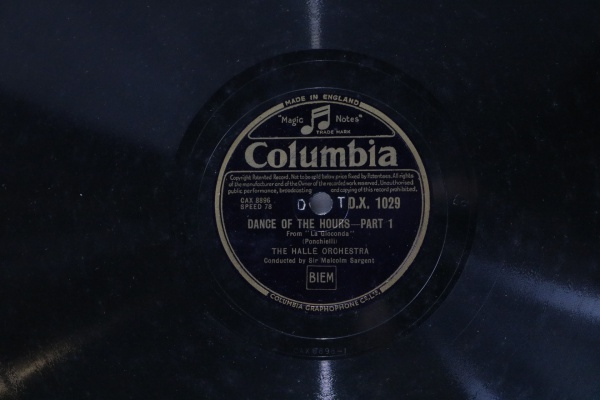 MADE IN ENGLAND
"Magic Notes"
TRADE MARK
Columbia
Copyright Patented Record. Not to be sold below price fixed by Patentees. All rights
of the manufacturer and of the Owner of the recorded work reserved. Unauthorised
public performance, broadcasting and copying of this record prohibited.
CAX 8896
SPEED 78
D.X. 1029
DANCE OF THE HOURS—PART 1
From "La Gioconda"
(Ponchielli)
THE HALLE ORCHESTRA
Conducted by Sir Malcolm Sargent
BIEM
COLUMBIA GRAPHOPHONE CO. LTD.